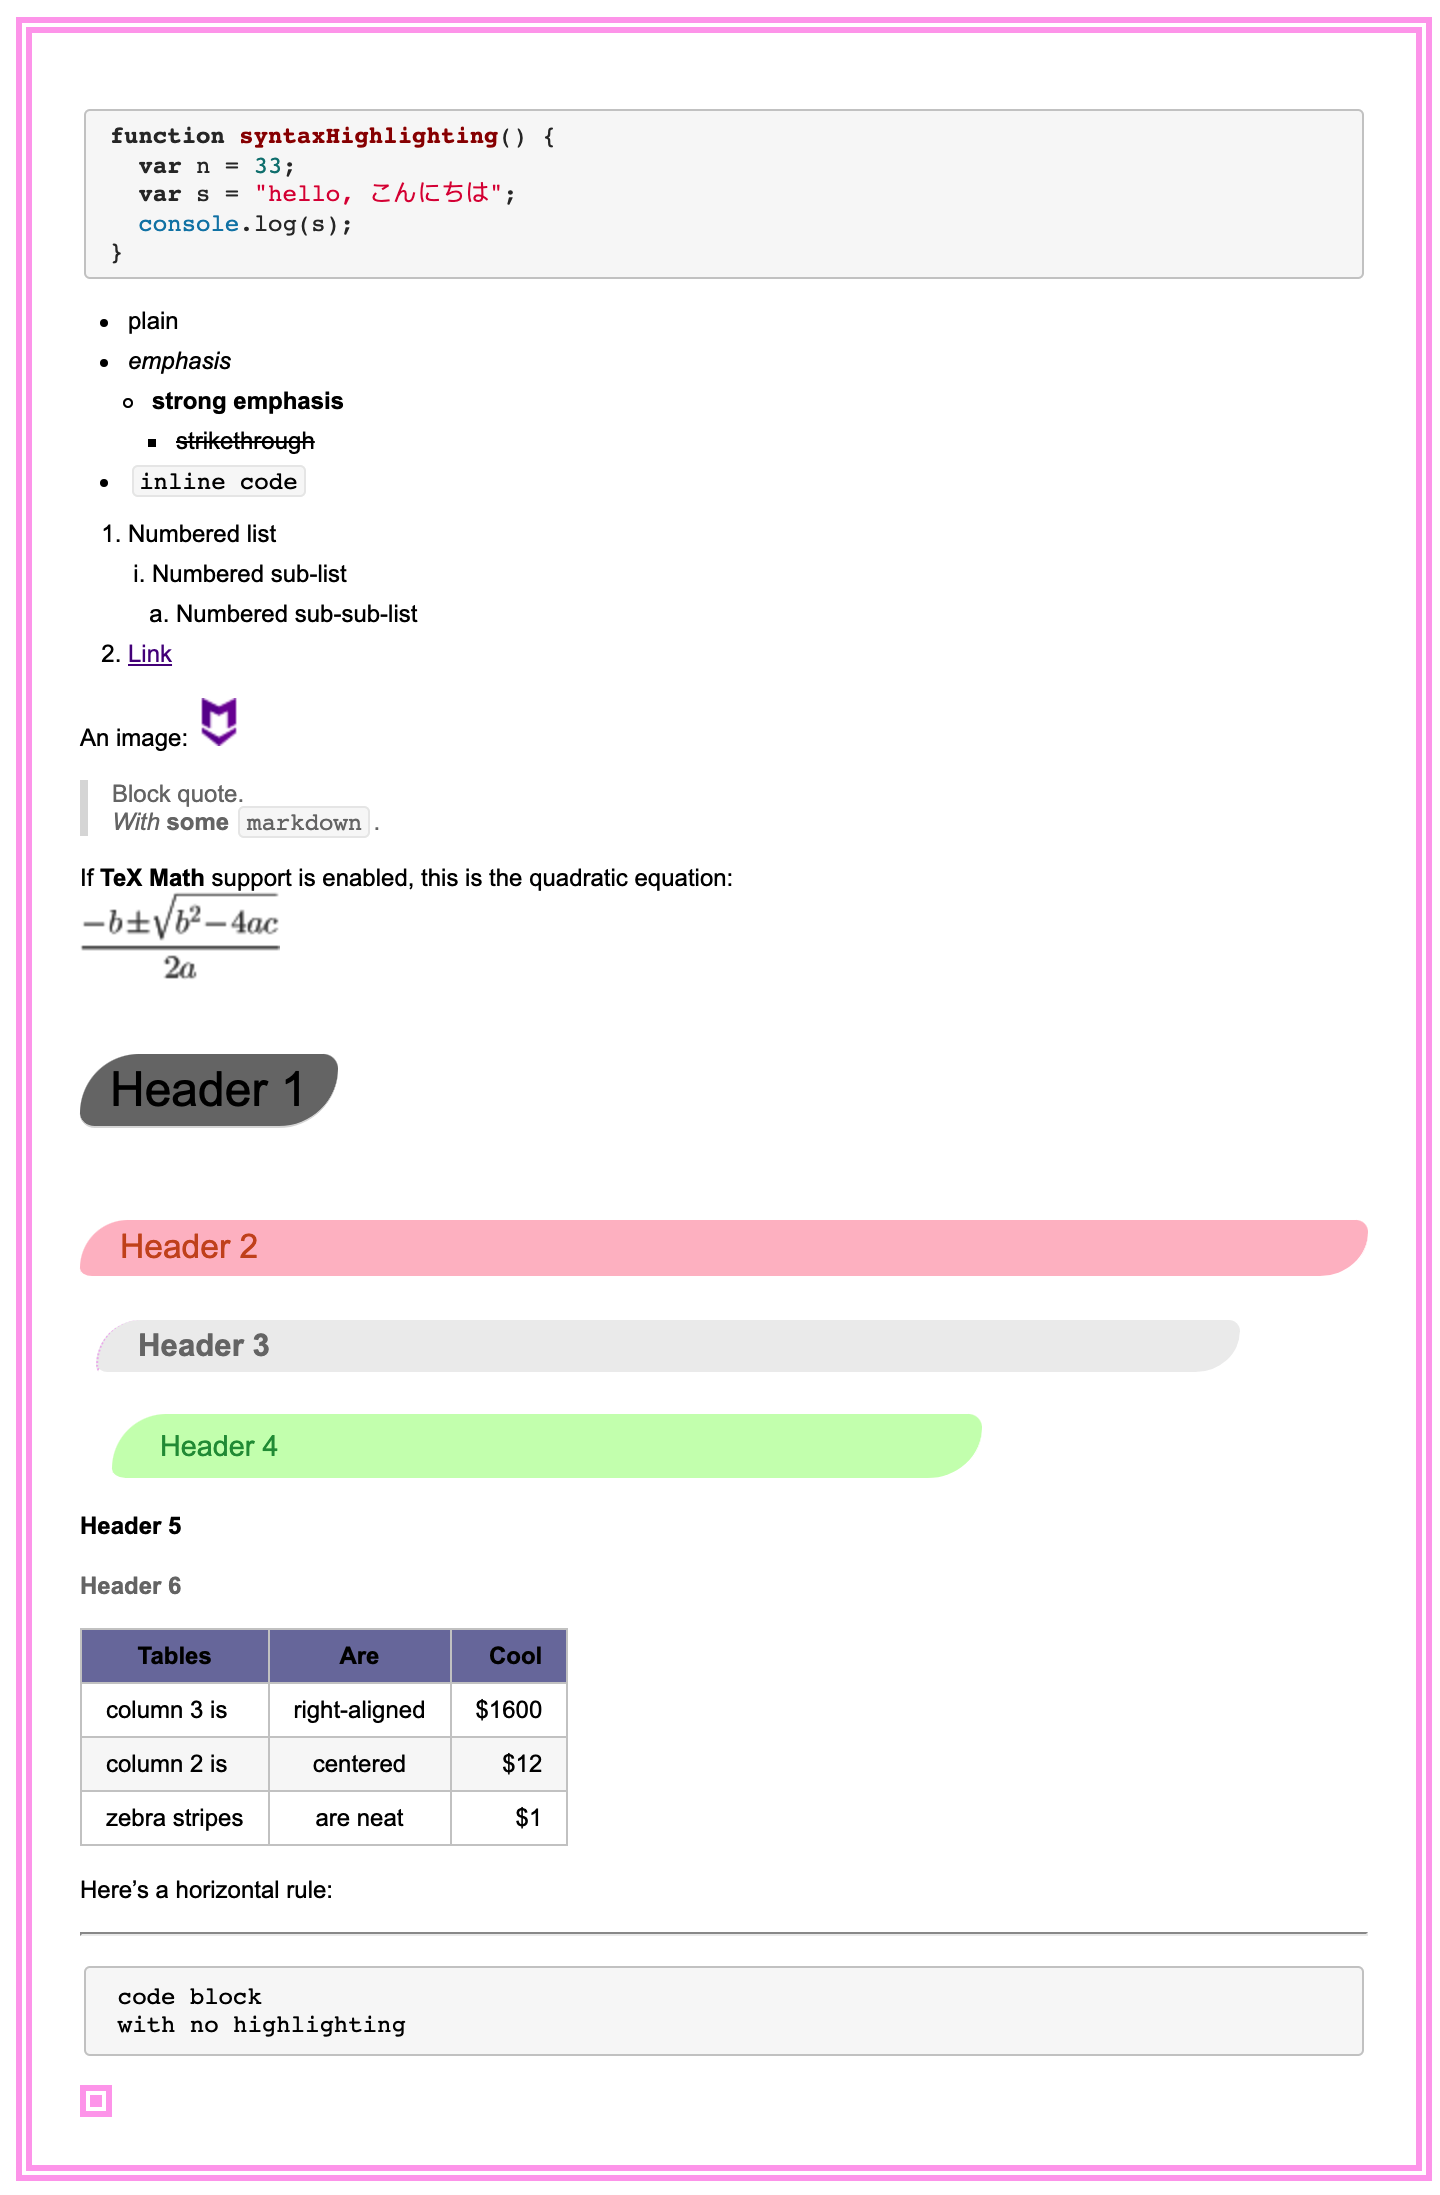 function syntaxHighlighting() {
  var n = 33;
  var s = "hello, こんにちは";
  console.log(s);
}
plain
emphasis
strong emphasis
strikethrough
inline code
1. Numbered list
i. Numbered sub-list
a. Numbered sub-sub-list
2. Link
An image:
Block quote.
With some markdown.
If TeX Math support is enabled, this is the quadratic equation:
−b±√b²−4ac
2a
Header 1
Header 2
Header 3
Header 4
Header 5
Header 6
Tables Are Cool
column 3 is right-aligned $1600
column 2 is centered $12
zebra stripes are neat $1
Here’s a horizontal rule:
code block
with no highlighting